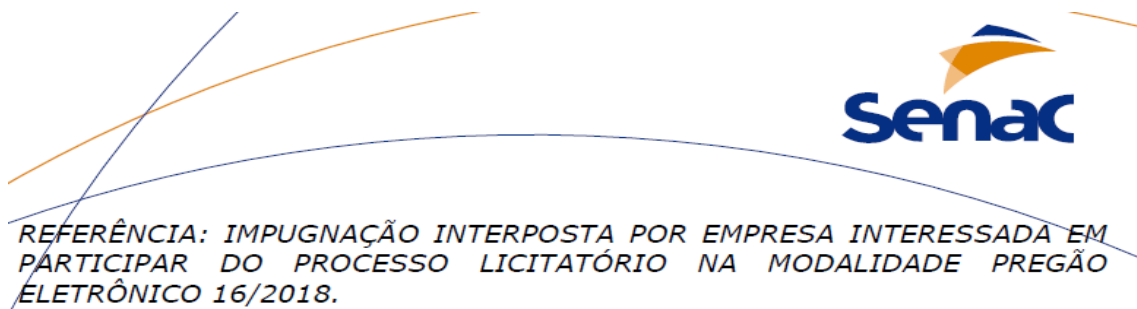 Senac
REFERÊNCIA: IMPUGNAÇÃO INTERPOSTA POR EMPRESA INTERESSADA EM
PARTICIPAR DO PROCESSO LICITATÓRIO NA MODALIDADE PREGÃO
ELETRÔNICO 16/2018.